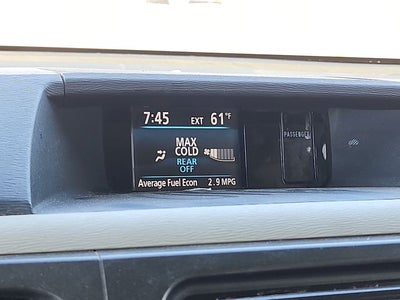 7:45 EXT 61°F
MAX
COLD
REAR
OFF
Average Fuel Econ 2.9 MPG
PASSENGER